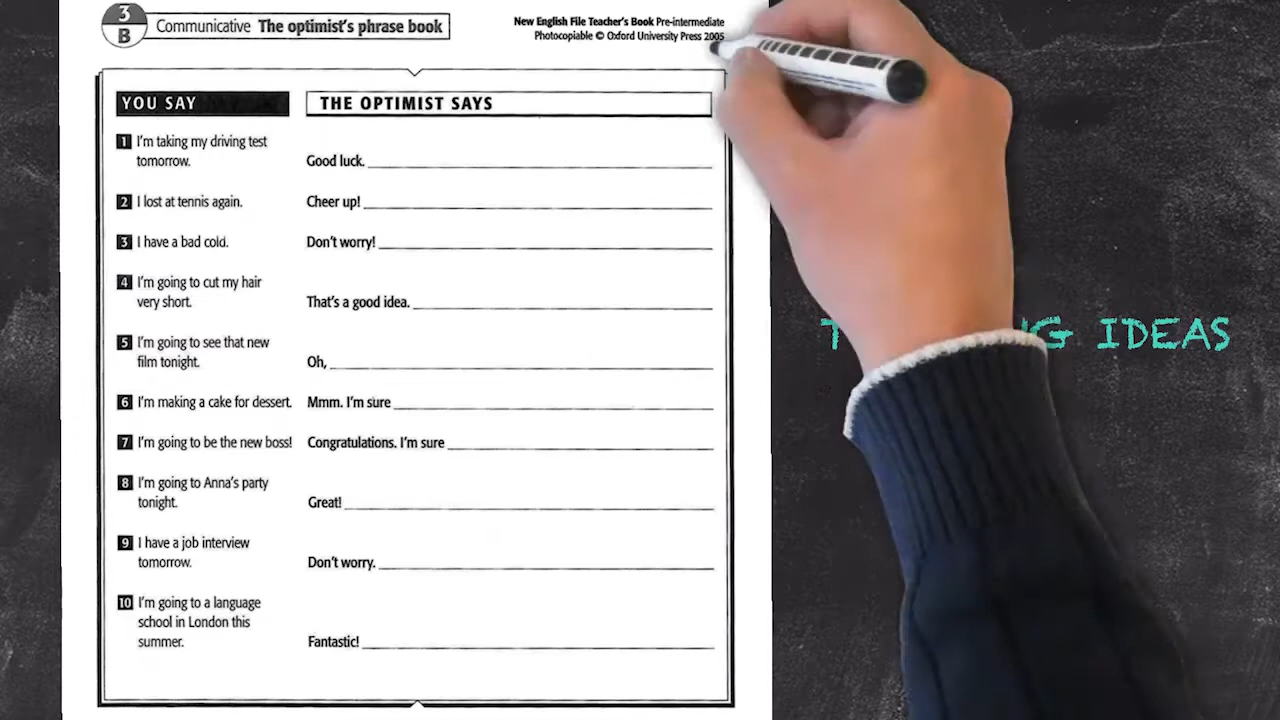 3
B
Communicative The optimist's phrase book
New English File Teacher's Book Pre-intermediate
Photocopiable © Oxford University Press 2005
YOU SAY
THE OPTIMIST SAYS
1 I'm taking my driving test
tomorrow.
Good luck.
2 I lost at tennis again.
Cheer up!
3 I have a bad cold.
Don't worry!
4 I'm going to cut my hair
very short.
That's a good idea.
5 I'm going to see that new
film tonight.
Oh,
6 I'm making a cake for dessert.
Mmm. I'm sure
7 I'm going to be the new boss!
Congratulations. I'm sure
8 I'm going to Anna's party
tonight.
Great!
9 I have a job interview
tomorrow.
Don't worry.
10 I'm going to a language
school in London this
summer.
Fantastic!
IDEAS